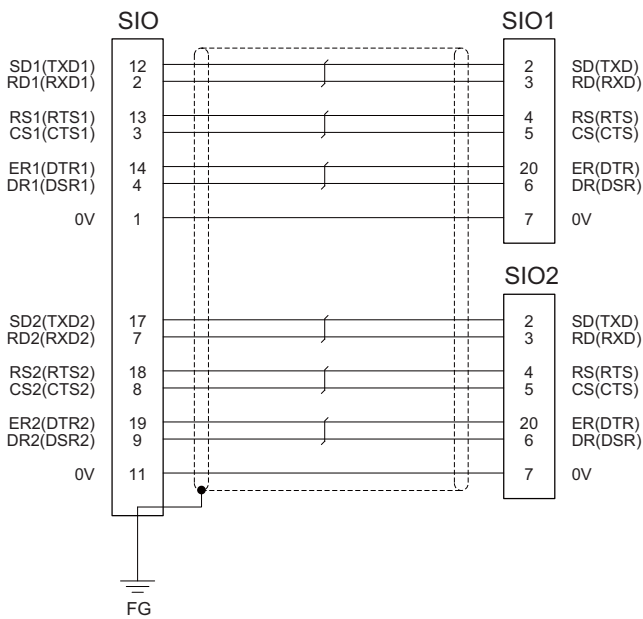 SIO SIO1
SD1(TXD1) 12 2 SD(TXD)
RD1(RXD1) 2 3 RD(RXD)
RS1(RTS1) 13 4 RS(RTS)
CS1(CTS1) 3 5 CS(CTS)
ER1(DTR1) 14 20 ER(DTR)
DR1(DSR1) 4 6 DR(DSR)
0V 1 7 0V
SIO2
SD2(TXD2) 17 2 SD(TXD)
RD2(RXD2) 7 3 RD(RXD)
RS2(RTS2) 18 4 RS(RTS)
CS2(CTS2) 8 5 CS(CTS)
ER2(DTR2) 19 20 ER(DTR)
DR2(DSR2) 9 6 DR(DSR)
0V 11 7 0V
FG